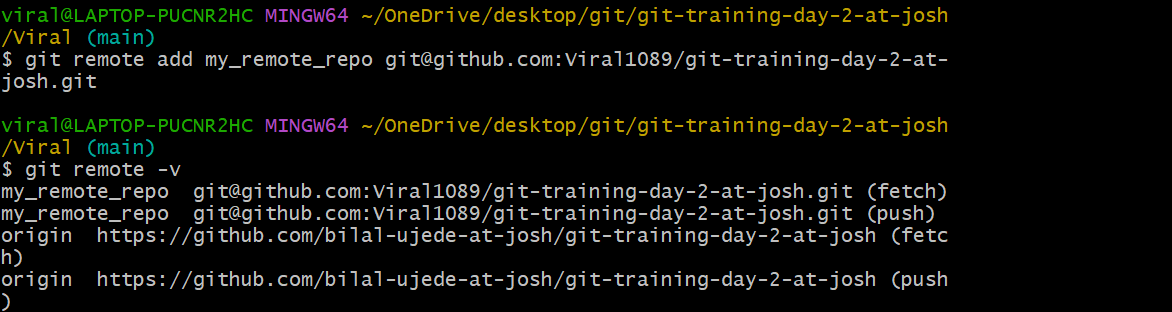 viral@LAPTOP-PUCNR2HC MINGW64 ~/OneDrive/desktop/git/git-training-day-2-at-josh
/Viral (main)
$ git remote add my_remote_repo git@github.com:Viral1089/git-training-day-2-at-
josh.git
viral@LAPTOP-PUCNR2HC MINGW64 ~/OneDrive/desktop/git/git-training-day-2-at-josh
/Viral (main)
$ git remote -v
my_remote_repo  git@github.com:Viral1089/git-training-day-2-at-josh.git (fetch)
my_remote_repo  git@github.com:Viral1089/git-training-day-2-at-josh.git (push)
origin  https://github.com/bilal-ujede-at-josh/git-training-day-2-at-josh (fetc
h)
origin  https://github.com/bilal-ujede-at-josh/git-training-day-2-at-josh (push
)